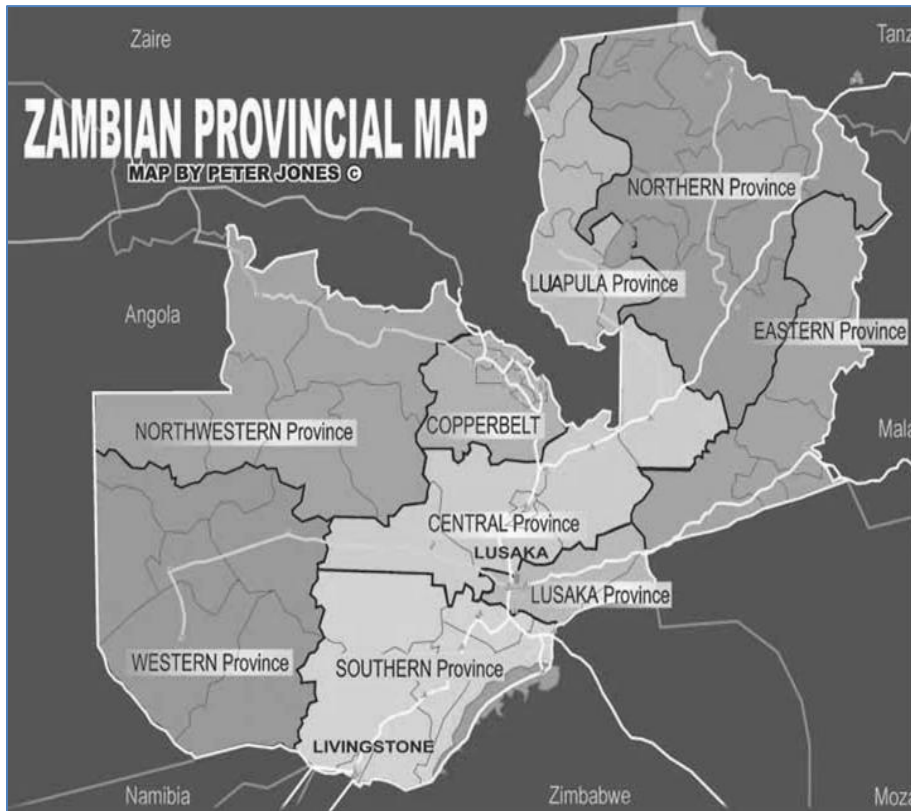 Zaire
Tanz
ZAMBIAN PROVINCIAL MAP
MAP BY PETER JONES ©
NORTHERN Province
LUAPULA Province
Angola
EASTERN Province
NORTHWESTERN Province
COPPERBELT
Mala
CENTRAL Province
LUSAKA
LUSAKA Province
WESTERN Province
SOUTHERN Province
LIVINGSTONE
Namibia
Zimbabwe
Moza